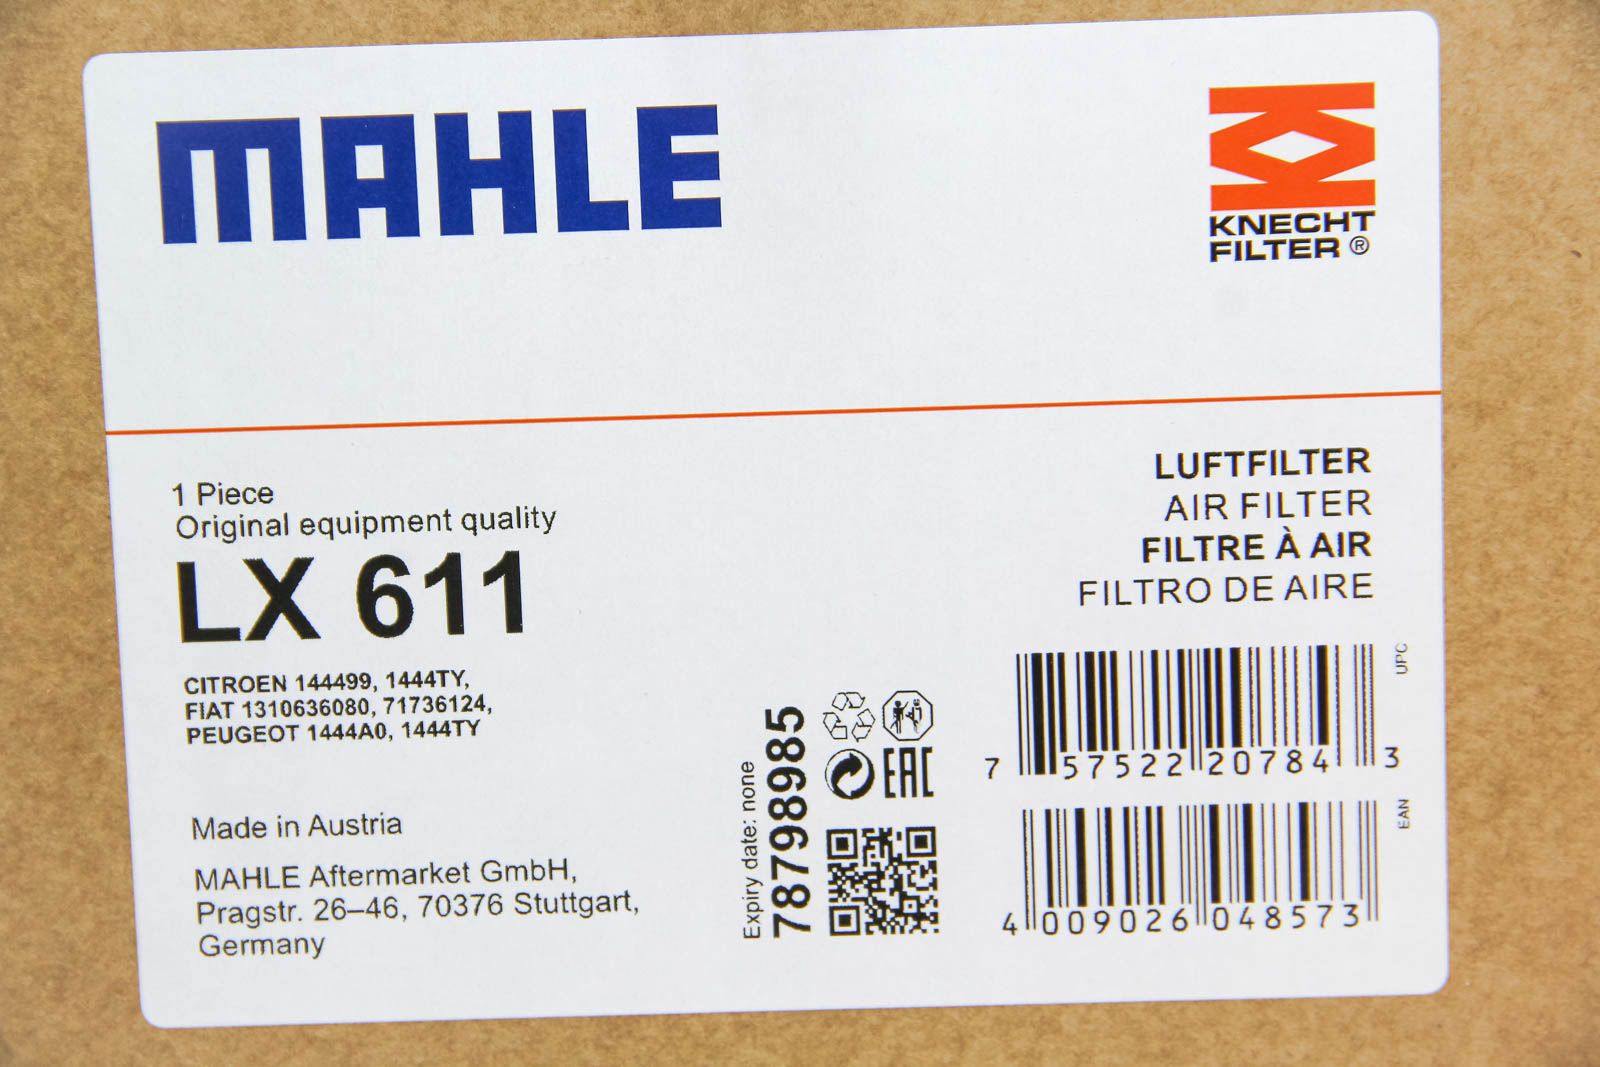 MAHLE
KNECHT
FILTER ®
1 Piece
Original equipment quality
LX 611
CITROEN 144499, 1444TY,
FIAT 1310636080, 71736124,
PEUGEOT 1444A0, 1444TY
Made in Austria
MAHLE Aftermarket GmbH,
Pragstr. 26–46, 70376 Stuttgart,
Germany
LUFTFILTER
AIR FILTER
FILTRE À AIR
FILTRO DE AIRE
Expiry date: none
78798985
EAC
UPC
7 57522 20784 3
EAN
4 009026 048573